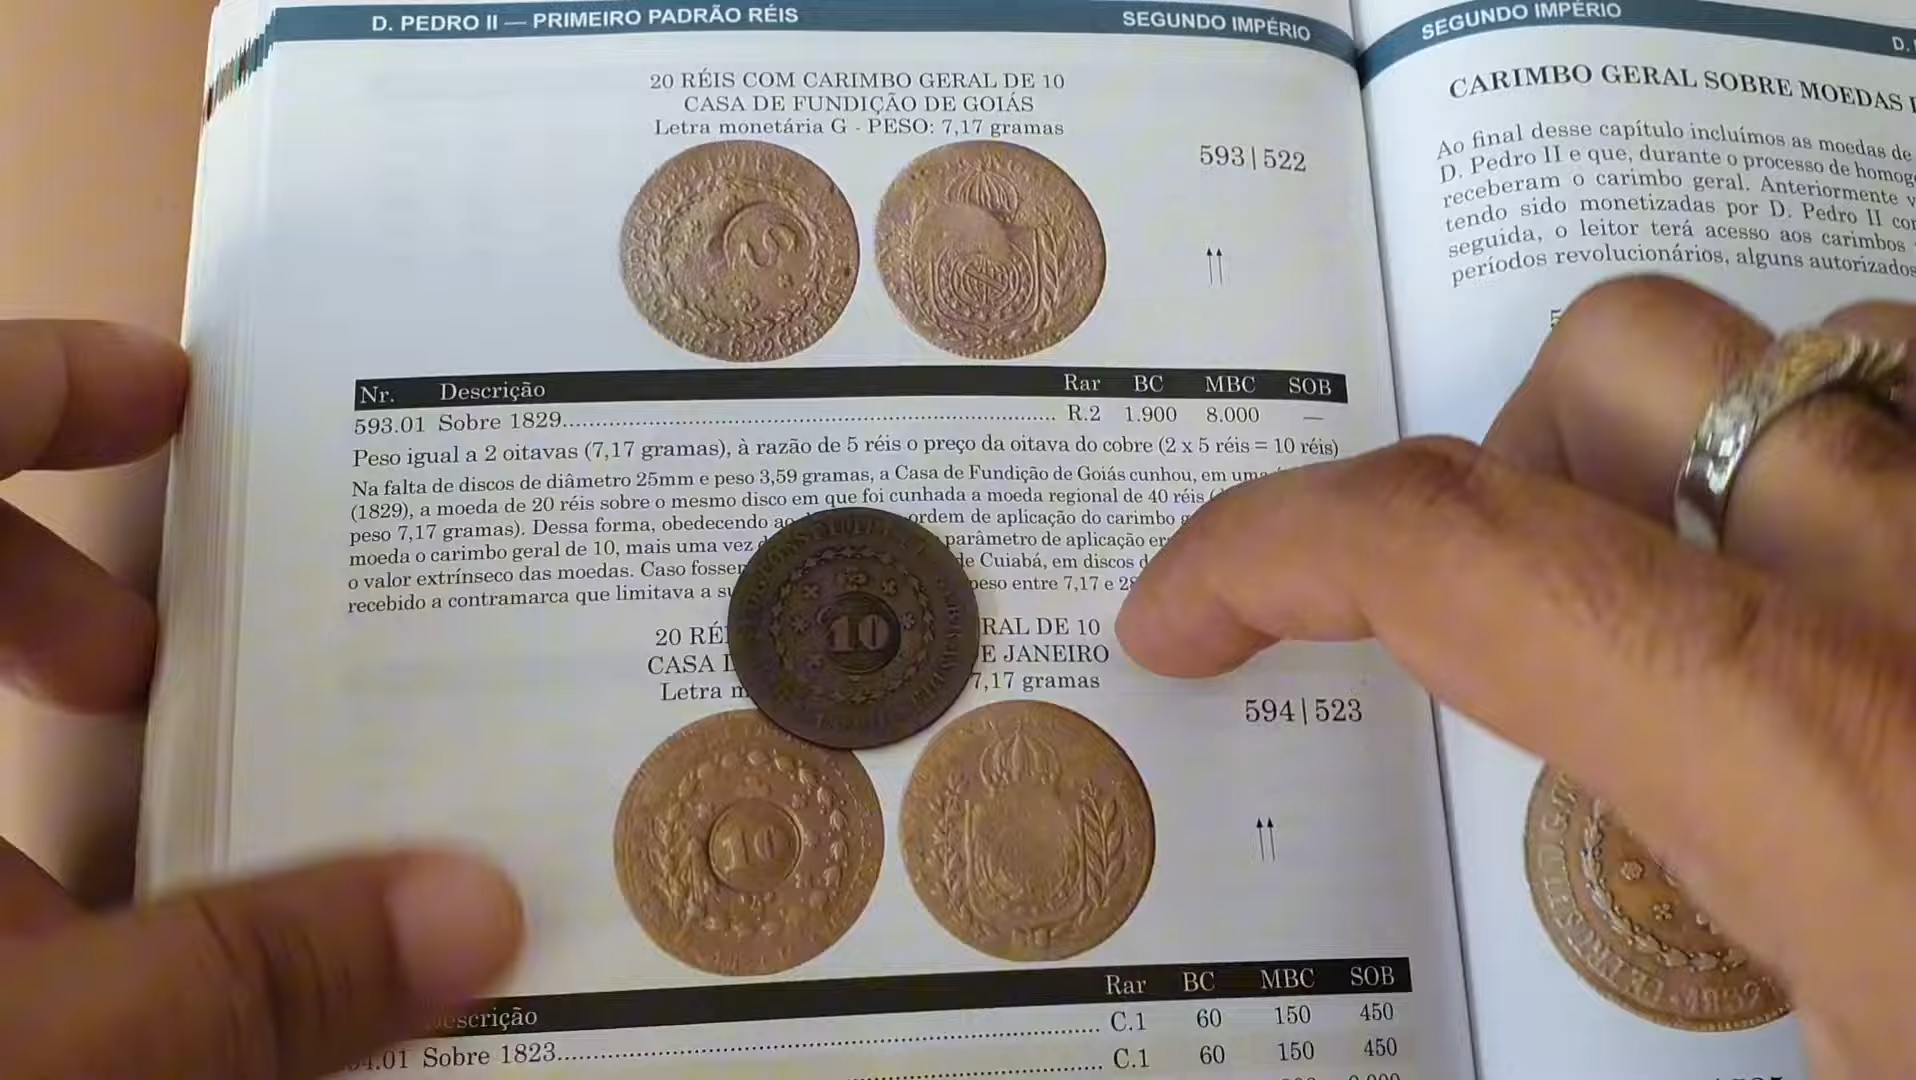 D. PEDRO II — PRIMEIRO PADRÃO RÉIS
SEGUNDO IMPÉRIO
20 RÉIS COM CARIMBO GERAL DE 10
CASA DE FUNDIÇÃO DE GOIÁS
Letra monetária G - PESO: 7,17 gramas
593|522
Nr. Descrição Rar BC MBC SOB
593.01 Sobre 1829 R.2 1.900 8.000 —
Peso igual a 2 oitavas (7,17 gramas), à razão de 5 réis o preço da oitava do cobre (2 x 5 réis = 10 réis)
Na falta de discos de diâmetro 25mm e peso 3,59 gramas, a Casa de Fundição de Goiás cunhou, em uma
(1829), a moeda de 20 réis sobre o mesmo disco em que foi cunhada a moeda regional de 40 réis
peso 7,17 gramas). Dessa forma, obedecendo ordem de aplicação do carimbo
moeda o carimbo geral de 10, mais uma vez parâmetro de aplicação
o valor extrínseco das moedas. Caso de Cuiabá, em discos
recebido a contramarca que limitava a peso entre 7,17 e
20 DE 10
CASA JANEIRO
Letra 7,17 gramas
10
594|523
10
Rar BC MBC SOB
C.1 60 150 450
Sobre 1823 C.1 60 150 450
SEGUNDO IMPÉRIO
D.
CARIMBO GERAL SOBRE MOEDAS
Ao final desse capítulo incluímos as moedas de
D. Pedro II e que, durante o processo de
receberam o carimbo geral. Anteriormente
tendo sido monetizadas por D. Pedro II
seguida, o leitor terá acesso aos carimbos
períodos revolucionários, alguns